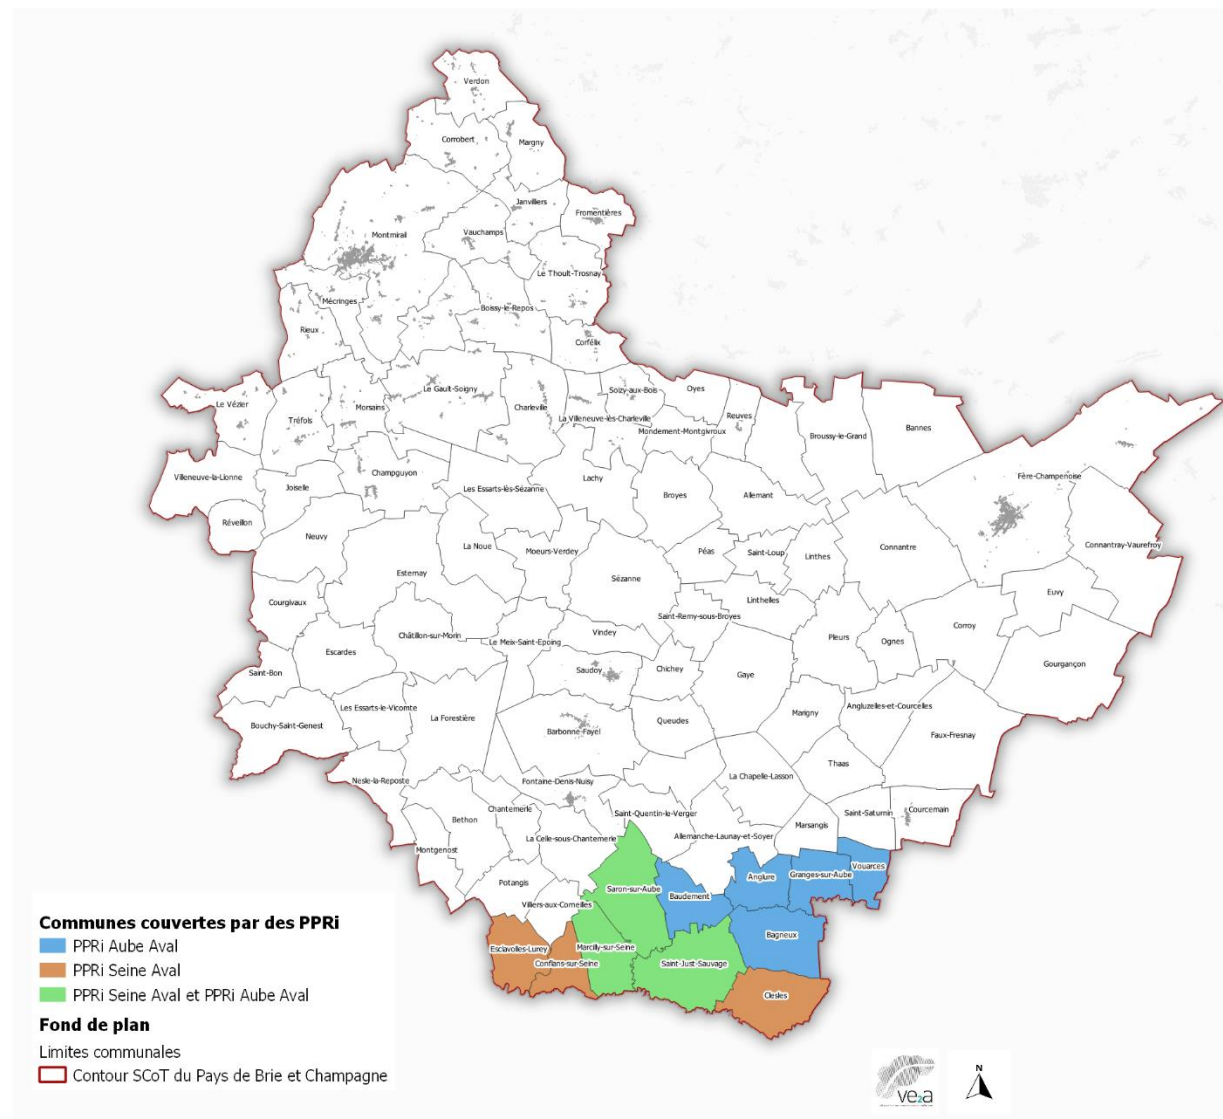 Verdon
Corrobert
Margny
Janvilliers
Fromentières
Montmirail
Vauchamps
Le Thoult-Trosnay
Mécringes
Boissy-le-Repos
Rieux
Corfélix
Le Gault-Soigny
Soizy-aux-Bois
Oyes
Le Vézier
Morsains
Charleville
La Villeneuve-lès-Charleville
Reuves
Tréfols
Mondement-Montgivroux
Broussy-le-Grand
Bannes
Villeneuve-la-Lionne
Champguyon
Lachy
Fère-Champenoise
Joiselle
Les Essarts-lès-Sézanne
Broyes
Allemant
Réveillon
Neuvy
La Noue
Moeurs-Verdey
Péas
Saint-Loup
Linthes
Connantre
Connantray-Vaurefroy
Esternay
Sézanne
Euvy
Courgivaux
Linthelles
Saint-Remy-sous-Broyes
Châtillon-sur-Morin
Le Meix-Saint-Epoing
Vindey
Pleurs
Ognes
Corroy
Escardes
Saint-Bon
Saudoy
Chichey
Gaye
Gourgançon
Les Essarts-le-Vicomte
La Forestière
Bouchy-Saint-Genest
Queudes
Marigny
Angluzelles-et-Courcelles
Barbonne-Fayel
Faux-Fresnay
Thaas
Nesle-la-Reposte
Fontaine-Denis-Nuisy
La Chapelle-Lasson
Chantemerle
Saint-Quentin-le-Verger
Saint-Saturnin
Courcemain
Bethon
Marsangis
La Celle-sous-Chantemerle
Allemanche-Launay-et-Soyer
Montgenost
Vouarces
Potangis
Anglure
Granges-sur-Aube
Saron-sur-Aube
Baudement
Villiers-aux-Corneilles
Bagneux
Esclavolles-Lurey
Marcilly-sur-Seine
Conflans-sur-Seine
Saint-Just-Sauvage
Clesles
Communes couvertes par des PPRi
PPRi Aube Aval
PPRi Seine Aval
PPRi Seine Aval et PPRi Aube Aval
Fond de plan
Limites communales
Contour SCoT du Pays de Brie et Champagne
ve2a
N